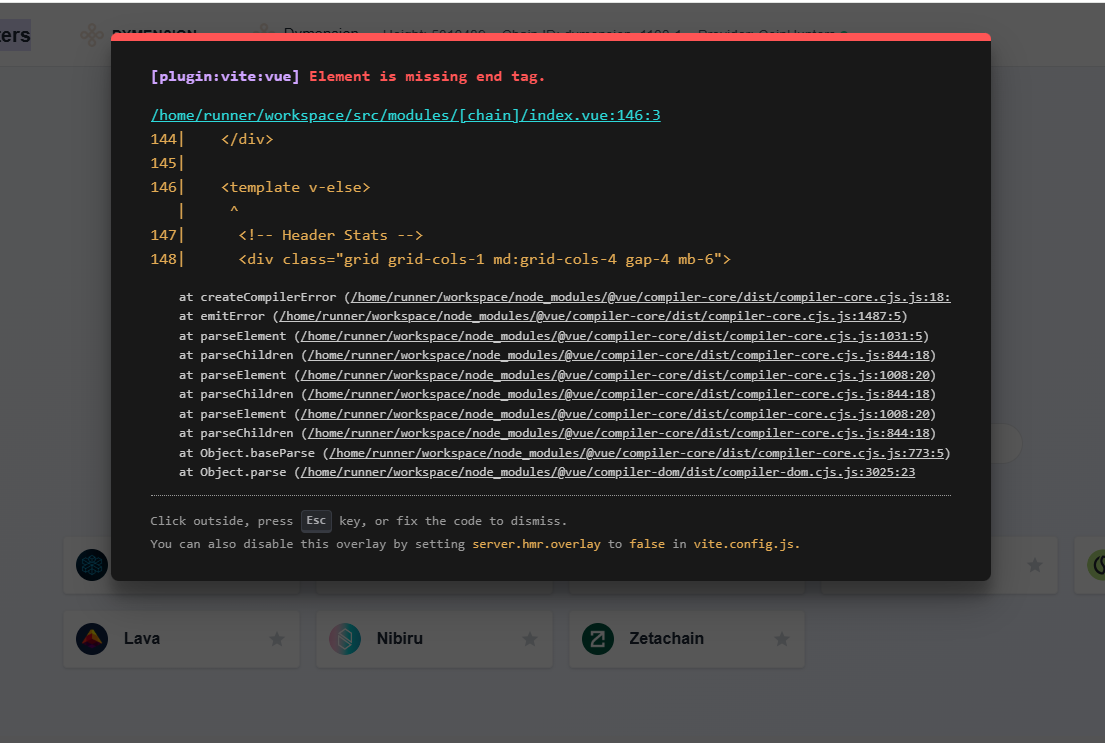 ers
[plugin:vite:vue] Element is missing end tag.
/home/runner/workspace/src/modules/[chain]/index.vue:146:3
144|    </div>
145|
146|    <template v-else>
   |     ^
147|      <!-- Header Stats -->
148|      <div class="grid grid-cols-1 md:grid-cols-4 gap-4 mb-6">
at createCompilerError (/home/runner/workspace/node_modules/@vue/compiler-core/dist/compiler-core.cjs.js:18:
at emitError (/home/runner/workspace/node_modules/@vue/compiler-core/dist/compiler-core.cjs.js:1487:5)
at parseElement (/home/runner/workspace/node_modules/@vue/compiler-core/dist/compiler-core.cjs.js:1031:5)
at parseChildren (/home/runner/workspace/node_modules/@vue/compiler-core/dist/compiler-core.cjs.js:844:18)
at parseElement (/home/runner/workspace/node_modules/@vue/compiler-core/dist/compiler-core.cjs.js:1008:20)
at parseChildren (/home/runner/workspace/node_modules/@vue/compiler-core/dist/compiler-core.cjs.js:844:18)
at parseElement (/home/runner/workspace/node_modules/@vue/compiler-core/dist/compiler-core.cjs.js:1008:20)
at parseChildren (/home/runner/workspace/node_modules/@vue/compiler-core/dist/compiler-core.cjs.js:844:18)
at Object.baseParse (/home/runner/workspace/node_modules/@vue/compiler-core/dist/compiler-core.cjs.js:773:5)
at Object.parse (/home/runner/workspace/node_modules/@vue/compiler-dom/dist/compiler-dom.cjs.js:3025:23
Click outside, press Esc key, or fix the code to dismiss.
You can also disable this overlay by setting server.hmr.overlay to false in vite.config.js.
Lava
Nibiru
Zetachain